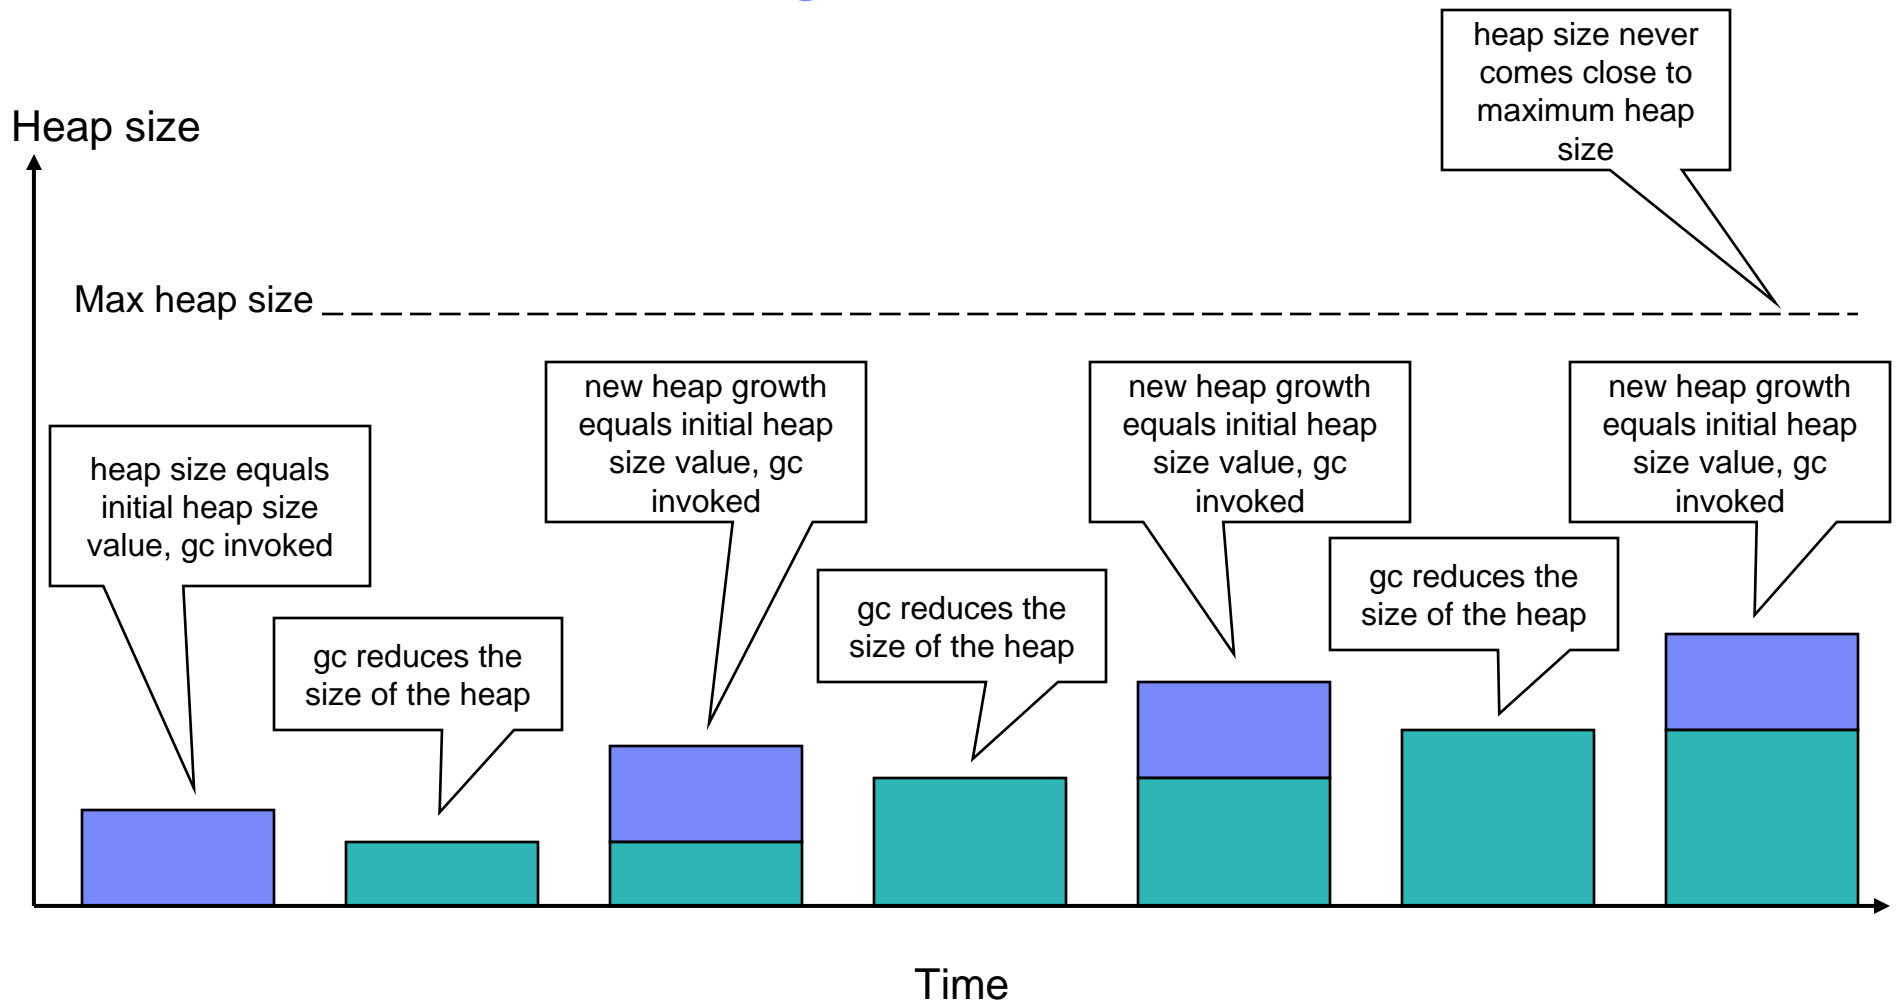 heap size never
comes close to
maximum heap
size
Heap size
Max heap size
new heap growth
equals initial heap
size value, gc
invoked
new heap growth
equals initial heap
size value, gc
invoked
new heap growth
equals initial heap
size value, gc
invoked
heap size equals
initial heap size
value, gc invoked
gc reduces the
size of the heap
gc reduces the
size of the heap
gc reduces the
size of the heap
Time